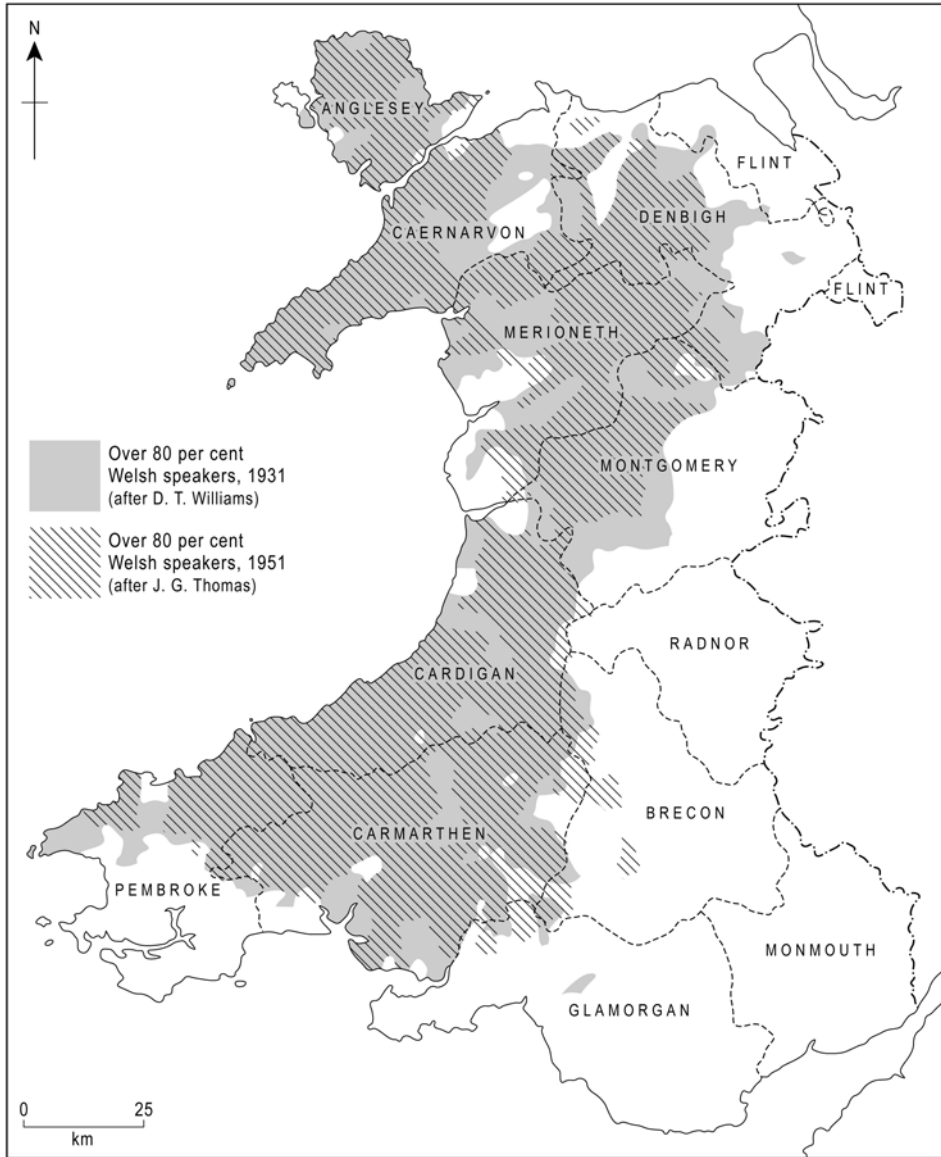 N
ANGLESEY
FLINT
DENBIGH
CAERNARVON
FLINT
MERIONETH
Over 80 per cent
Welsh speakers, 1931
(after D. T. Williams)
MONTGOMERY
Over 80 per cent
Welsh speakers, 1951
(after J. G. Thomas)
RADNOR
CARDIGAN
BRECON
CARMARTHEN
PEMBROKE
MONMOUTH
GLAMORGAN
0 25
km